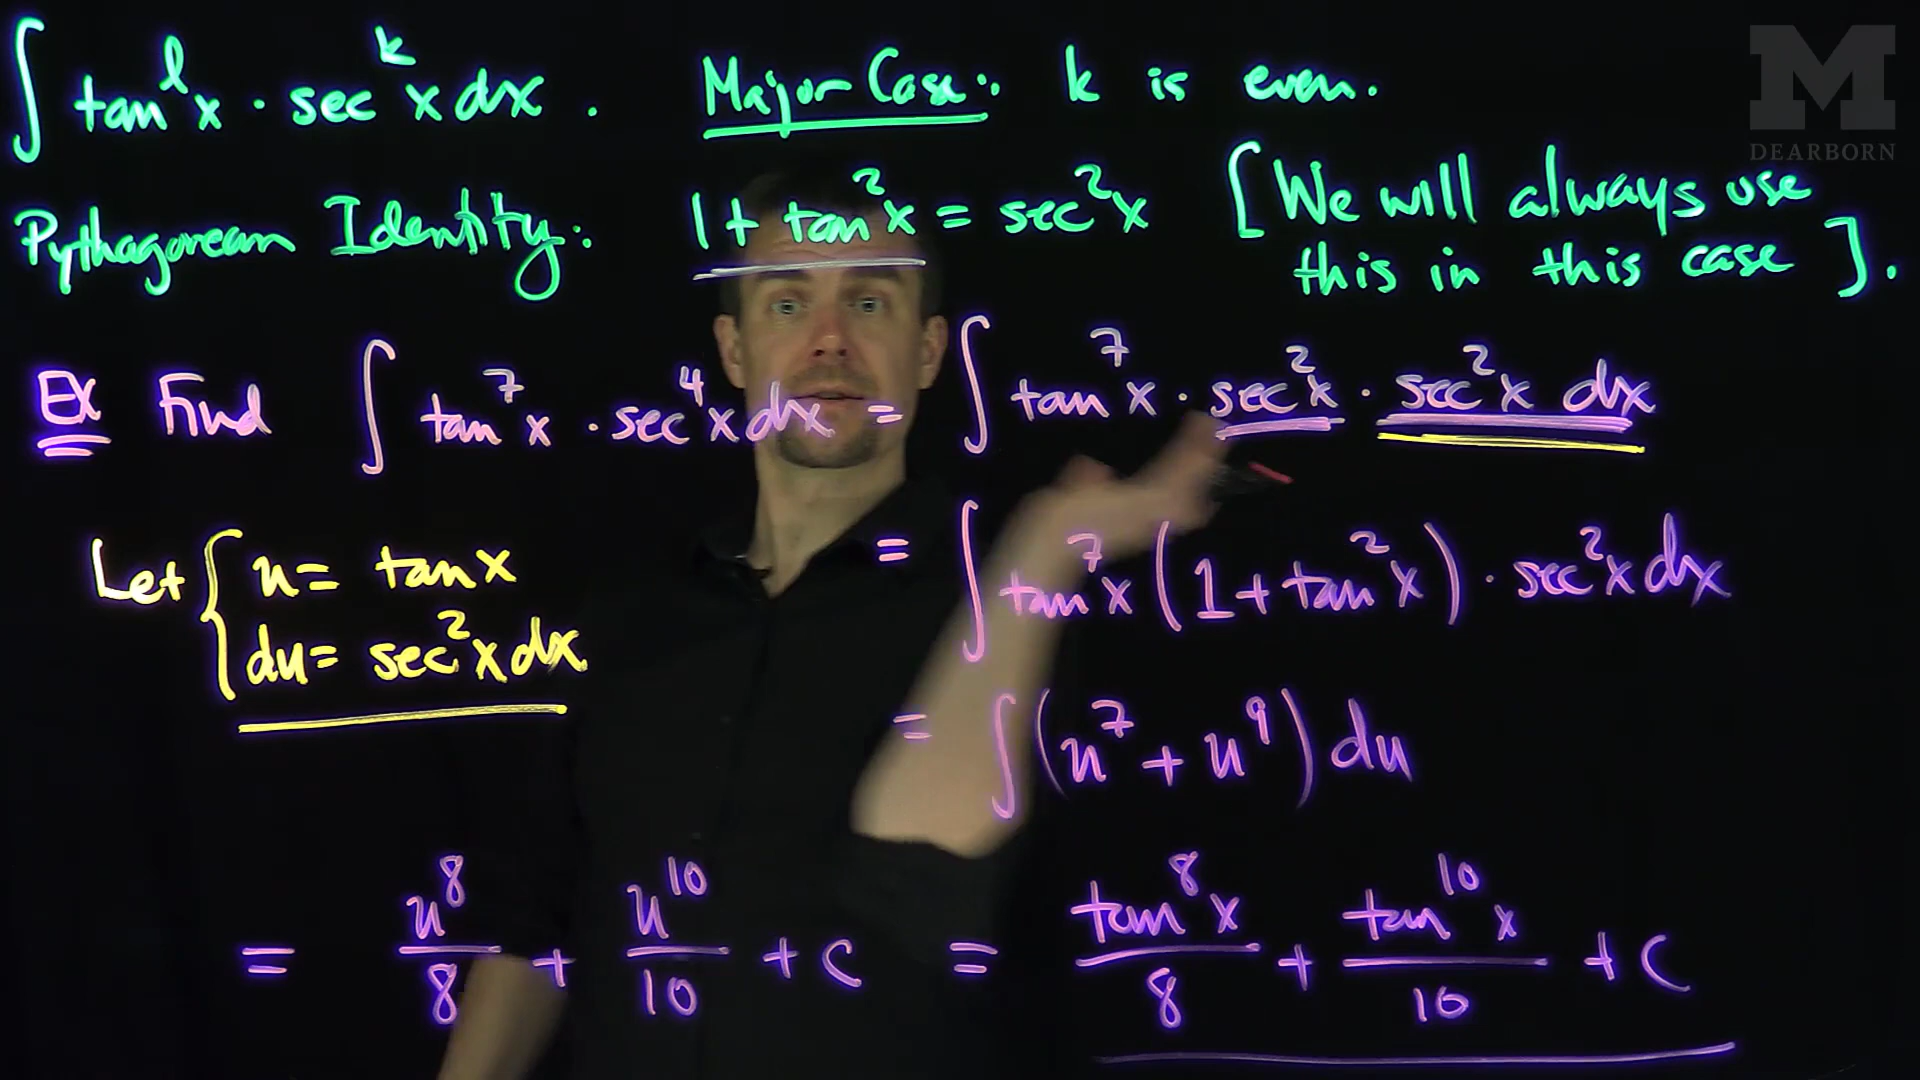 ∫ tan^l x · sec^k x dx . Major Case: k is even.
M
DEARBORN
Pythagorean Identity: 1 + tan²x = sec²x [We will always use
this in this case].
Ex Find ∫ tan⁷x · sec⁴x dx = ∫ tan⁷x · sec²x · sec²x dx
= ∫ tan⁷x (1 + tan²x) · sec²x dx
Let { u = tan x
du = sec²x dx
= ∫ (u⁷ + u⁹) du
= u⁸/8 + u¹⁰/10 + C = tan⁸x/8 + tan¹⁰x/10 + C